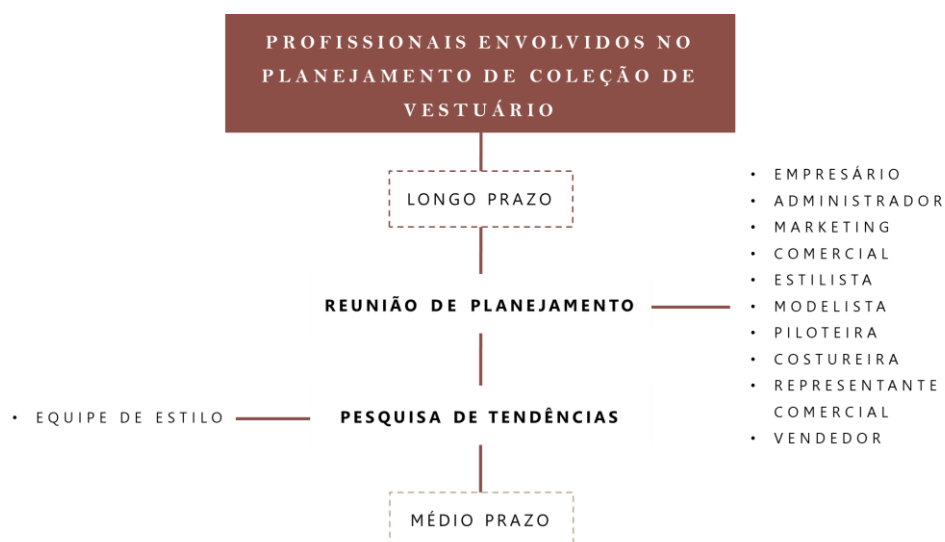 PROFISSIONAIS ENVOLVIDOS NO
PLANEJAMENTO DE COLEÇÃO DE
VESTUÁRIO
LONGO PRAZO
REUNIÃO DE PLANEJAMENTO
• EMPRESÁRIO
• ADMINISTRADOR
• MARKETING
• COMERCIAL
• ESTILISTA
• MODELISTA
• PILOTEIRA
• COSTUREIRA
• REPRESENTANTE
COMERCIAL
• VENDEDOR
PESQUISA DE TENDÊNCIAS
• EQUIPE DE ESTILO
MÉDIO PRAZO